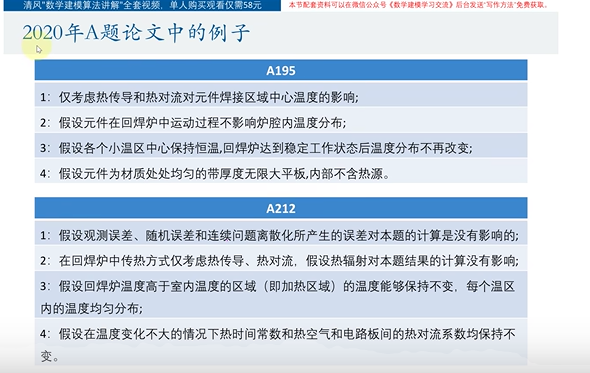 清风"数学建模算法讲解"全套视频，单人购买观看仅需58元
本节配套资料可以在微信公众号《数学建模学习交流》后台发送"写作方法"免费获取。
2020年A题论文中的例子
A195
1：仅考虑热传导和热对流对元件焊接区域中心温度的影响;
2：假设元件在回焊炉中运动过程不影响炉腔内温度分布;
3：假设各个小温区中心保持恒温,回焊炉达到稳定工作状态后温度分布不再改变;
4：假设元件为材质处处均匀的带厚度无限大平板,内部不含热源。
A212
1：假设观测误差、随机误差和连续问题离散化所产生的误差对本题的计算是没有影响的;
2：在回焊炉中传热方式仅考虑热传导、热对流，假设热辐射对本题结果的计算没有影响;
3：假设回焊炉温度高于室内温度的区域（即加热区域）的温度能够保持不变，每个温区
内的温度均匀分布;
4：假设在温度变化不大的情况下热时间常数和热空气和电路板间的热对流系数均保持不
变。